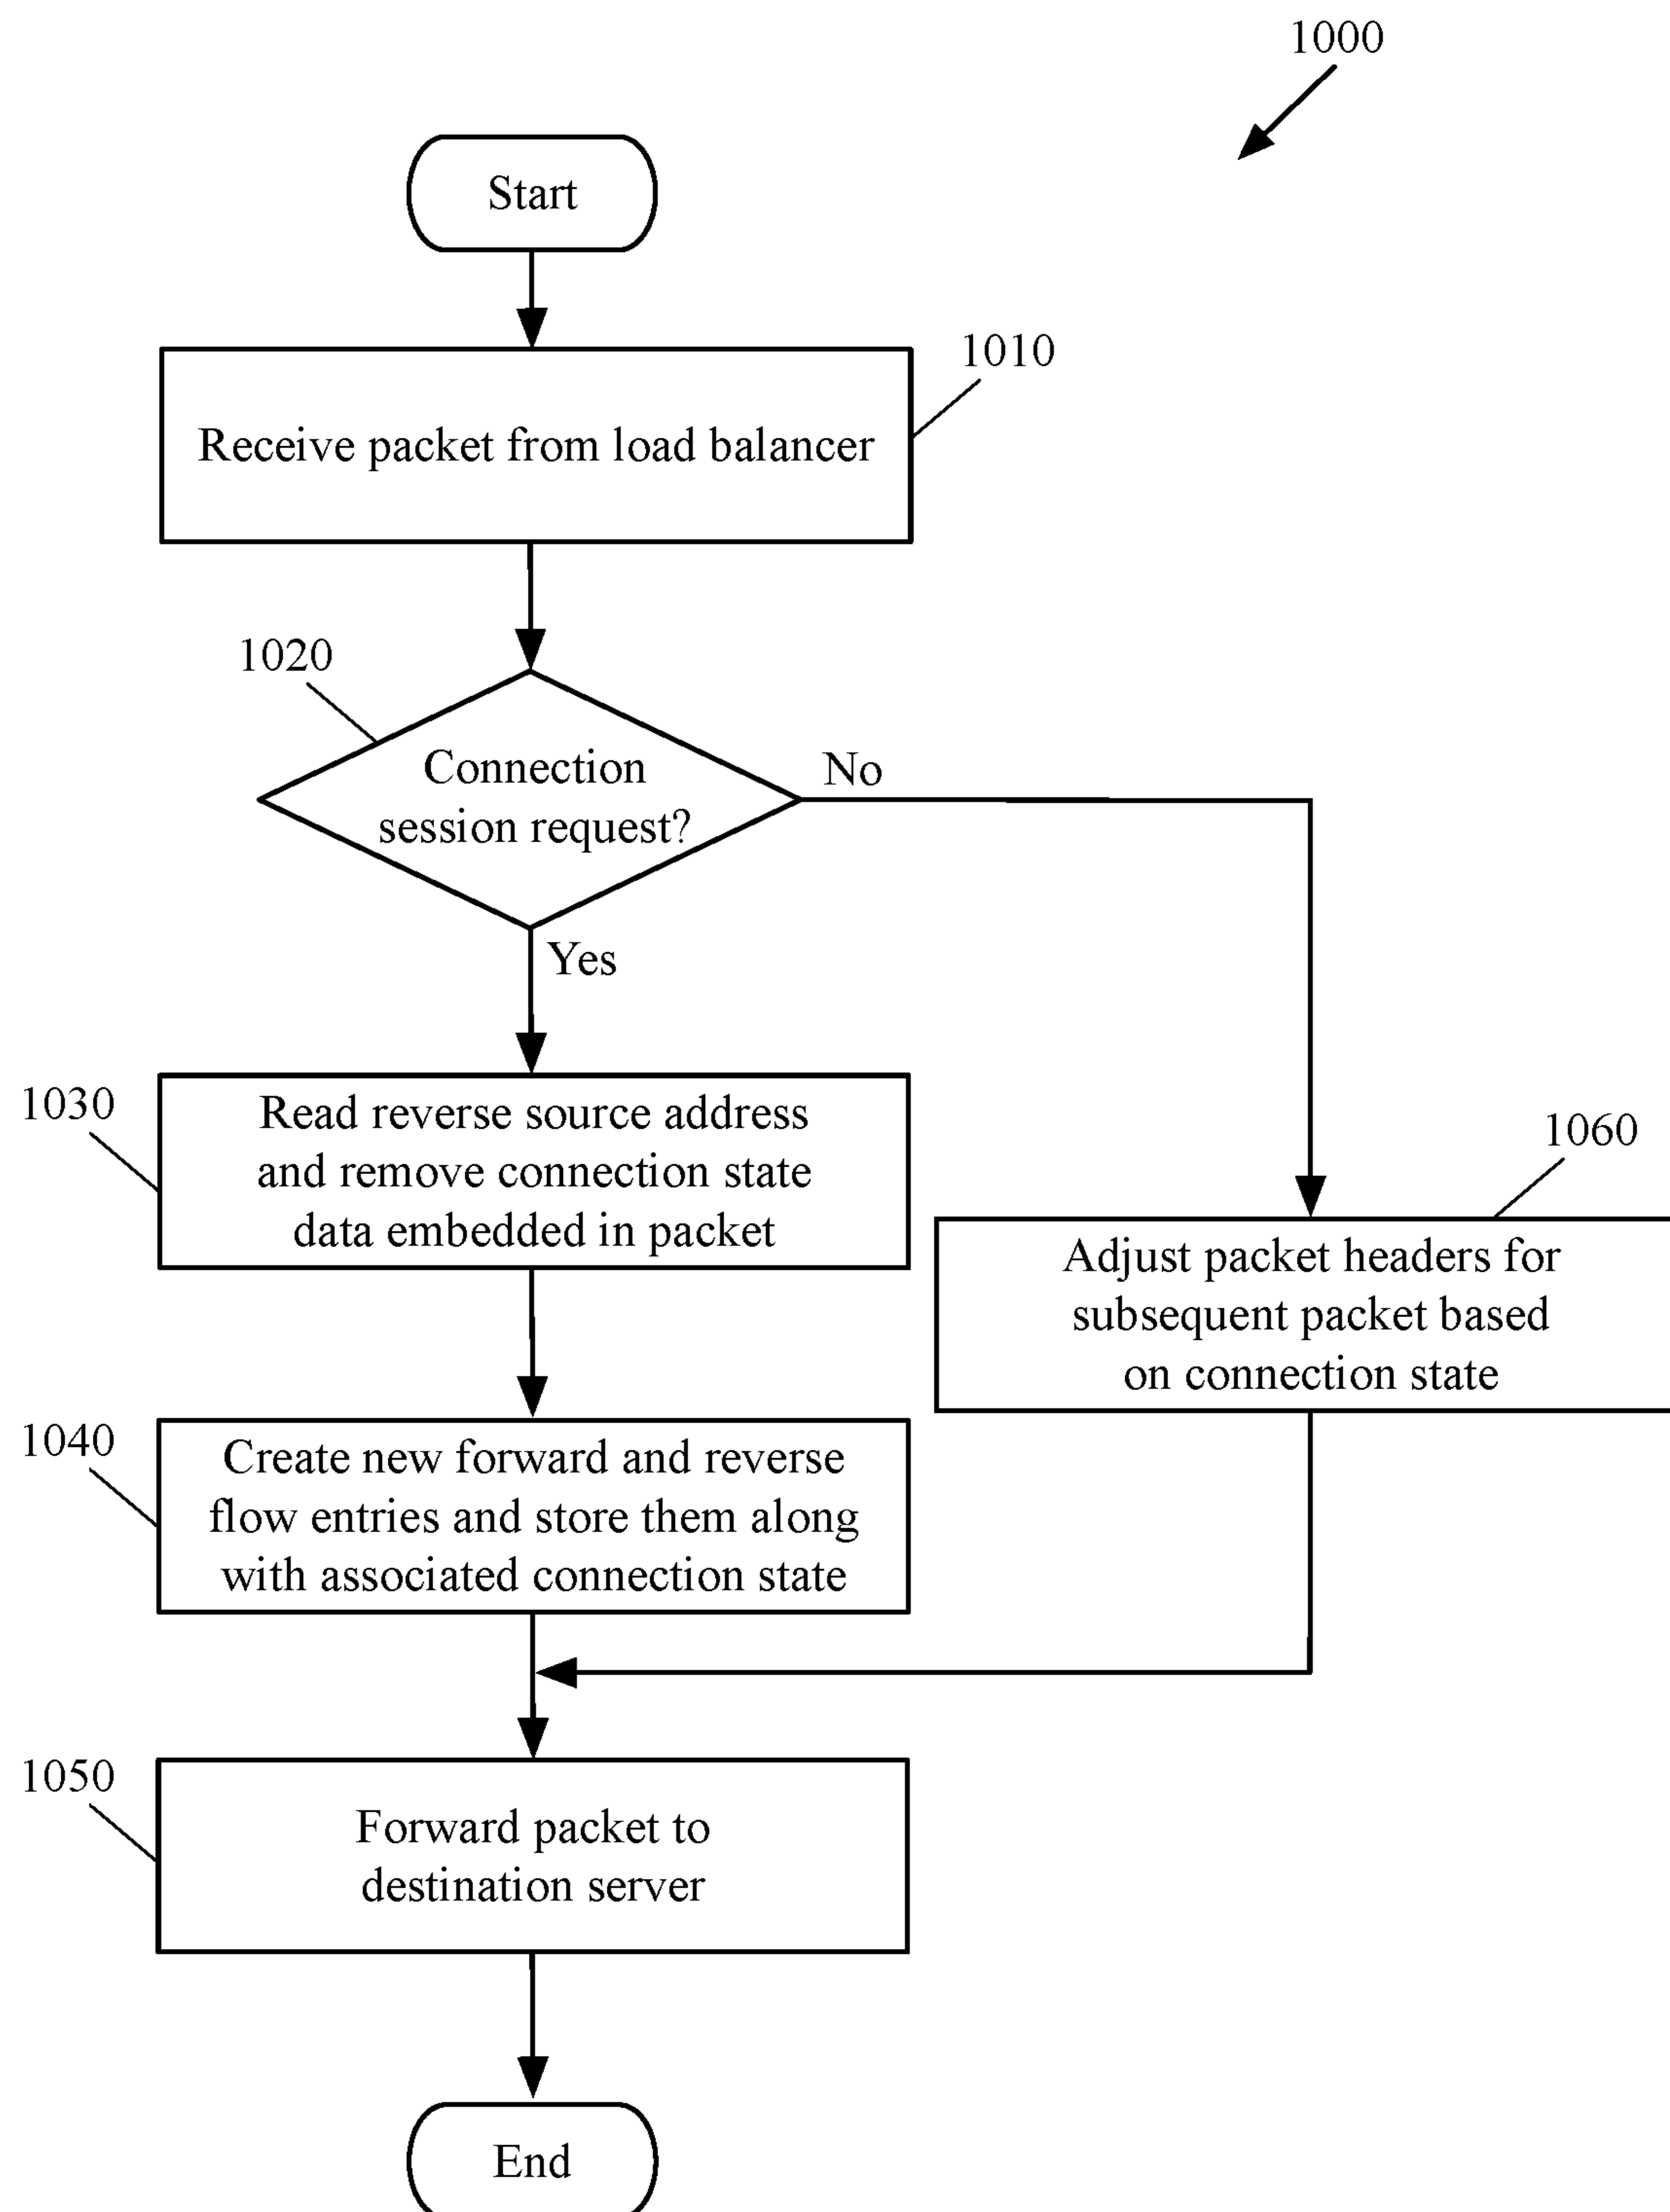 1000
Start
1010
Receive packet from load balancer
1020
Connection
session request?
No
Yes
1030
Read reverse source address
and remove connection state
data embedded in packet
1060
Adjust packet headers for
subsequent packet based
on connection state
1040
Create new forward and reverse
flow entries and store them along
with associated connection state
1050
Forward packet to
destination server
End